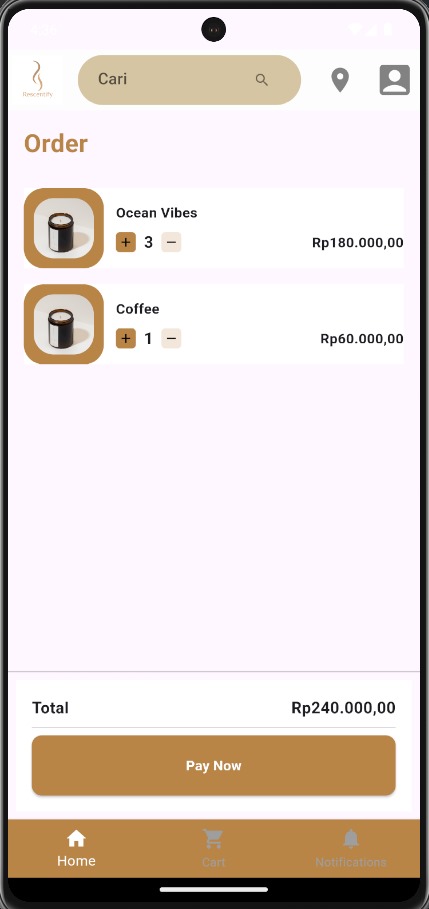 Rescentify
Cari
Order
Ocean Vibes
+ 3 −
Rp180.000,00
Coffee
+ 1 −
Rp60.000,00
Total
Rp240.000,00
Pay Now
Home
Cart
Notifications